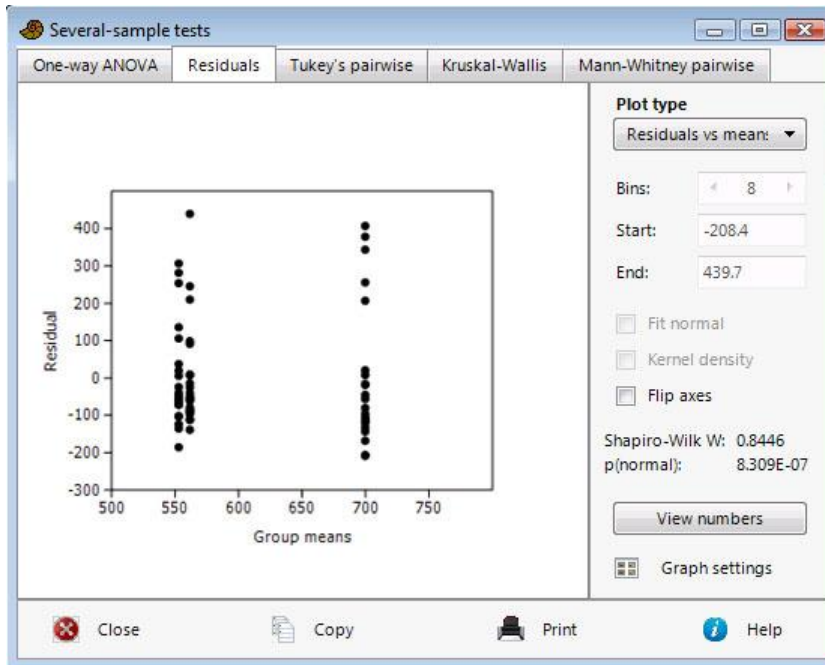 Several-sample tests
One-way ANOVA Residuals Tukey's pairwise Kruskal-Wallis Mann-Whitney pairwise
Plot type
Residuals vs mean:
Bins: 8
Start: -208.4
End: 439.7
Fit normal
Kernel density
Flip axes
Shapiro-Wilk W: 0.8446
p(normal): 8.309E-07
View numbers
Graph settings
400
300
200
100
0
-100
-200
-300
Residual
500 550 600 650 700 750
Group means
Close Copy Print Help